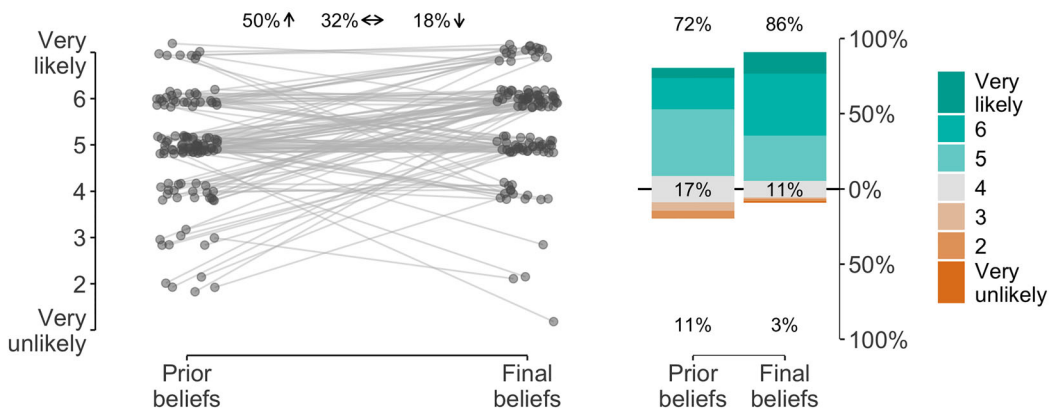 50%↑ 32%↔ 18%↓
Very
likely
6
5
4
3
2
Very
unlikely
Prior
beliefs
Final
beliefs
72% 86%
17% 11%
11% 3%
100%
50%
0%
50%
100%
Prior
beliefs
Final
beliefs
Very
likely
6
5
4
3
2
Very
unlikely